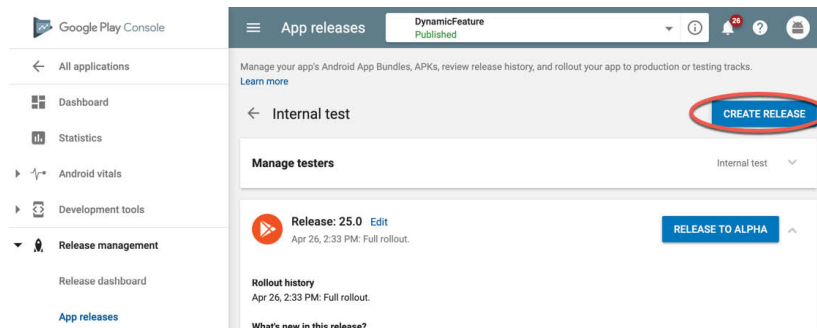 Google Play Console
All applications
Dashboard
Statistics
Android vitals
Development tools
Release management
Release dashboard
App releases
App releases
DynamicFeature
Published
26
Manage your app's Android App Bundles, APKs, review release history, and rollout your app to production or testing tracks.
Learn more
Internal test
CREATE RELEASE
Manage testers
Internal test
Release: 25.0 Edit
Apr 26, 2:33 PM: Full rollout.
RELEASE TO ALPHA
Rollout history
Apr 26, 2:33 PM: Full rollout.
What's new in this release?